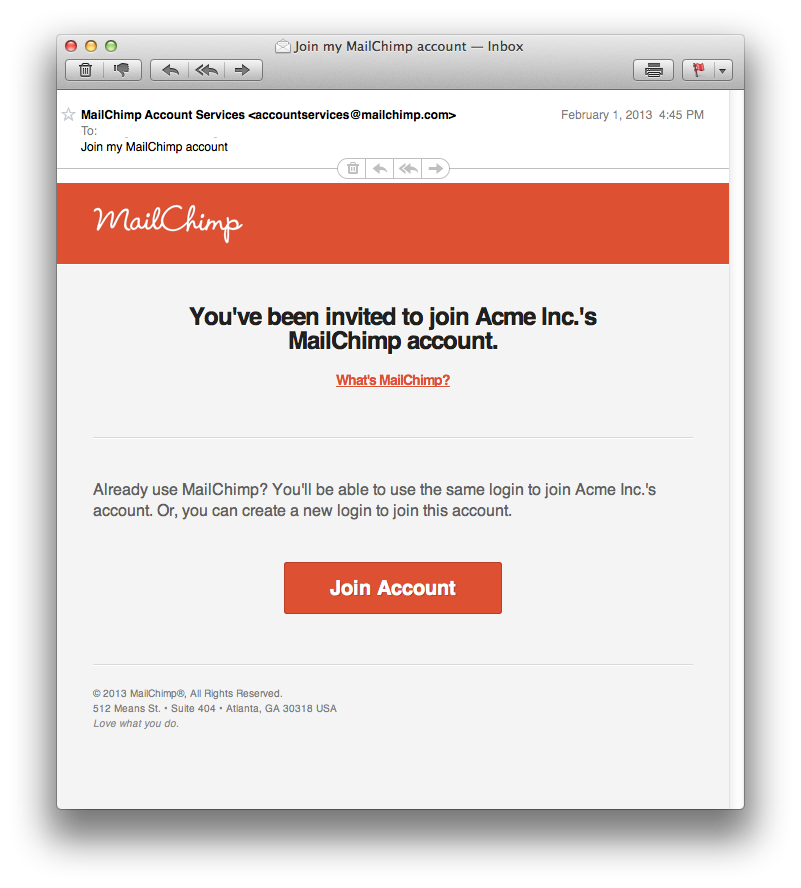 Join my MailChimp account — Inbox
MailChimp Account Services <accountservices@mailchimp.com>
February 1, 2013 4:45 PM
To:
Join my MailChimp account
MailChimp
You've been invited to join Acme Inc.'s
MailChimp account.
What's MailChimp?
Already use MailChimp? You'll be able to use the same login to join Acme Inc.'s
account. Or, you can create a new login to join this account.
Join Account
© 2013 MailChimp®, All Rights Reserved.
512 Means St. • Suite 404 • Atlanta, GA 30318 USA
Love what you do.